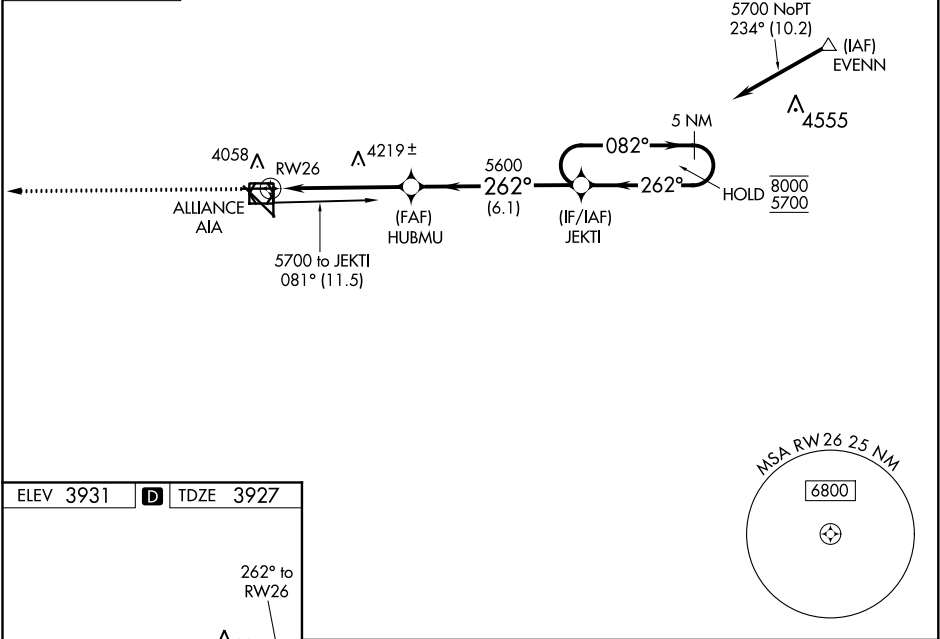 5700 NoPT
234° (10.2)
(IAF)
EVENN
4555
5 NM
082°
4058
4219 ±
RW26
5600
262°
(6.1)
262°
HOLD
8000
5700
ALLIANCE
AIA
(FAF)
HUBMU
(IF/IAF)
JEKTI
5700 to JEKTI
081° (11.5)
MSA RW26 25 NM
6800
ELEV 3931
D
TDZE 3927
262° to
RW26